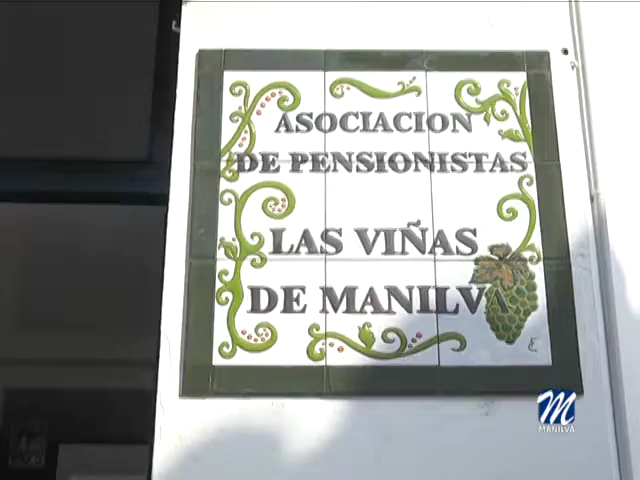 ASOCIACION
DE PENSIONISTAS
LAS VIÑAS
DE MANILVA
M
MANILVA